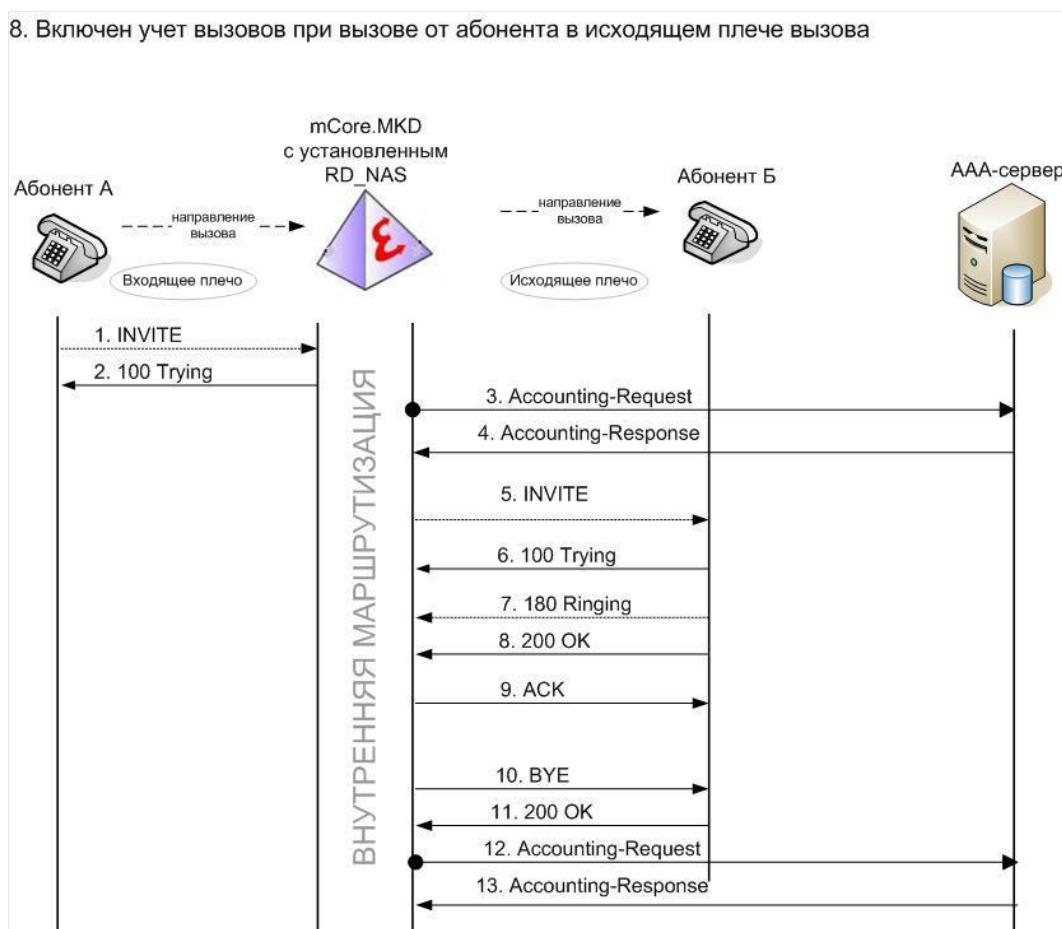 8. Включен учет вызовов при вызове от абонента в исходящем плече вызова
mCore.MKD
с установленным
RD_NAS
Абонент А
Абонент Б
ААА-сервер
направление
вызова
направление
вызова
Входящее плечо
Исходящее плечо
1. INVITE
2. 100 Trying
ВНУТРЕННЯЯ МАРШРУТИЗАЦИЯ
3. Accounting-Request
4. Accounting-Response
5. INVITE
6. 100 Trying
7. 180 Ringing
8. 200 OK
9. ACK
10. BYE
11. 200 OK
12. Accounting-Request
13. Accounting-Response